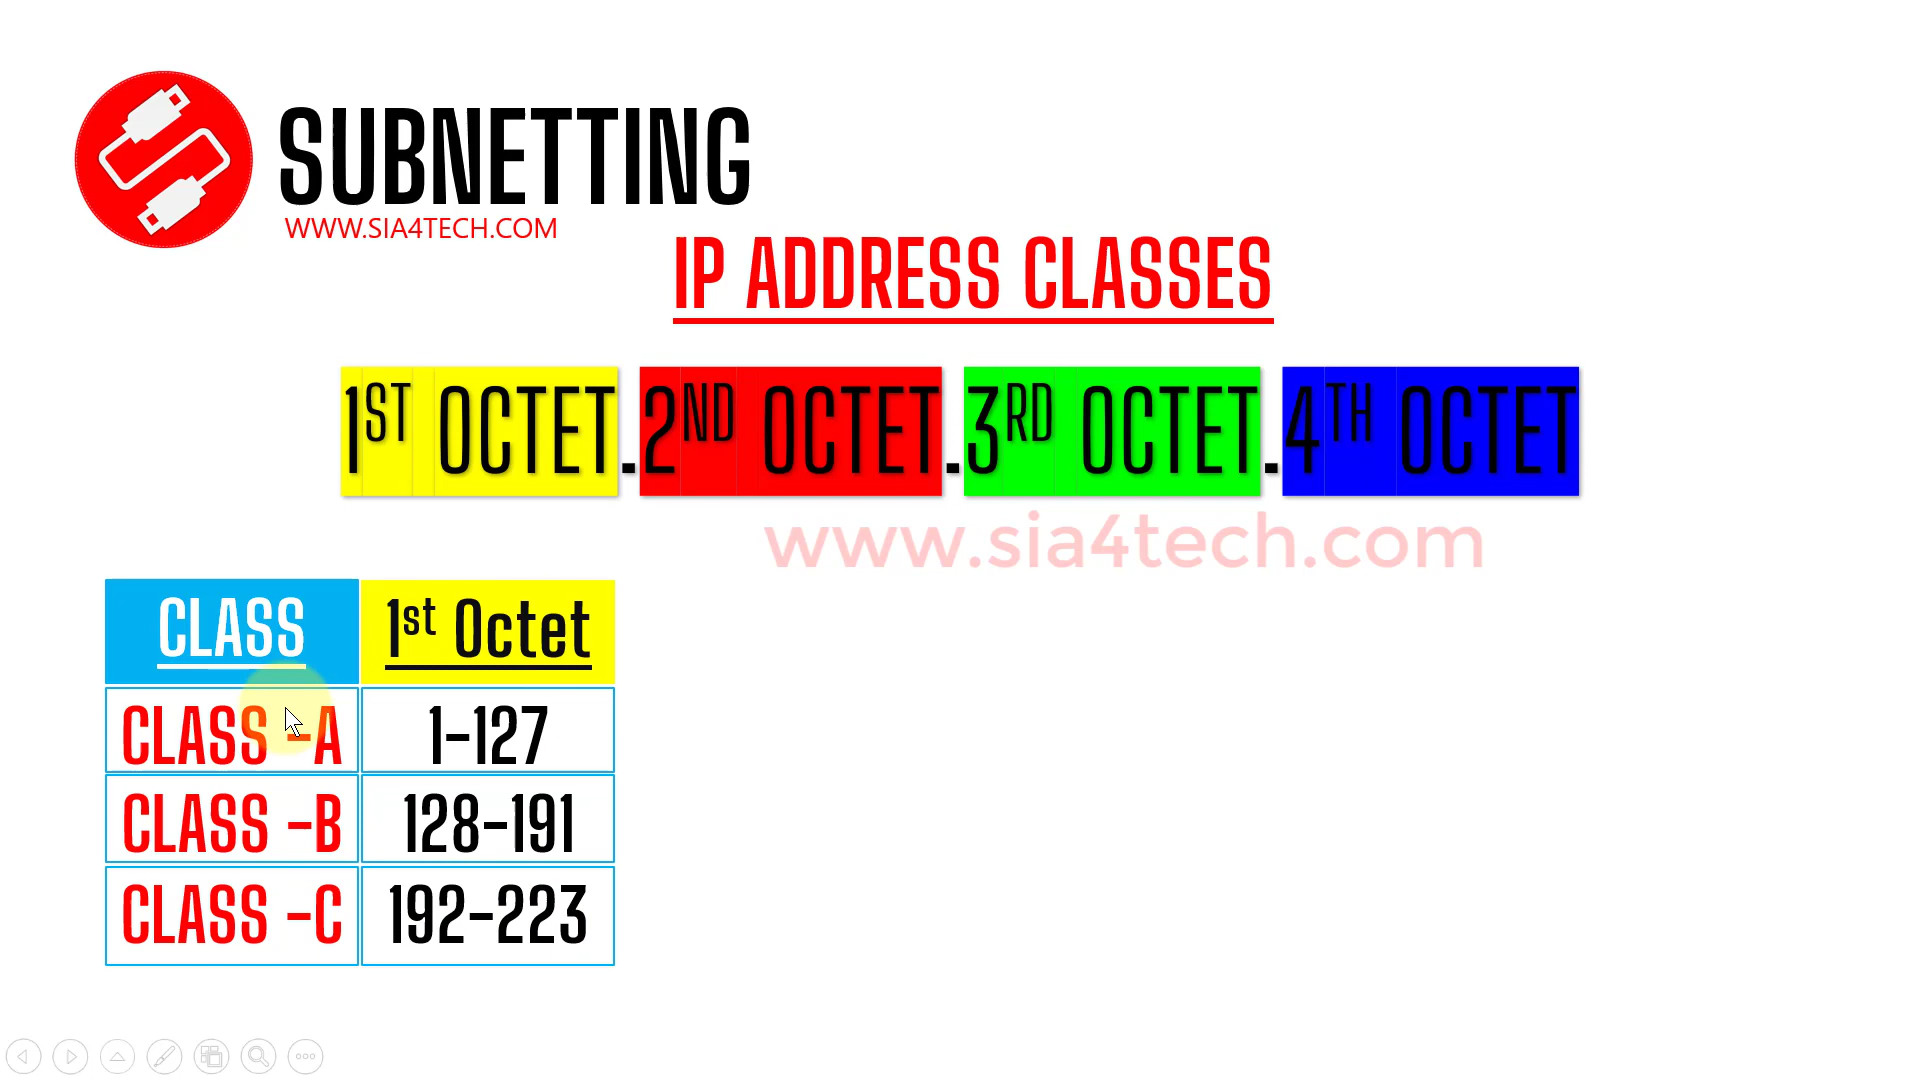 SUBNETTING
WWW.SIA4TECH.COM
IP ADDRESS CLASSES
1ST OCTET.2ND OCTET.3RD OCTET.4TH OCTET
www.sia4tech.com
CLASS 1st Octet
CLASS -A 1-127
CLASS -B 128-191
CLASS -C 192-223